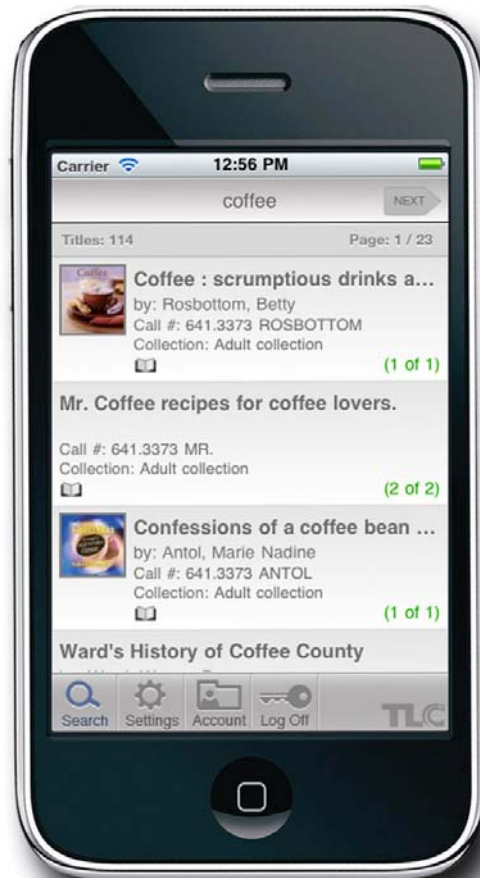 Carrier 12:56 PM
coffee NEXT
Titles: 114 Page: 1 / 23
Coffee
Coffee : scrumptious drinks a...
by: Rosbottom, Betty
Call #: 641.3373 ROSBOTTOM
Collection: Adult collection
(1 of 1)
Mr. Coffee recipes for coffee lovers.
Call #: 641.3373 MR.
Collection: Adult collection
(2 of 2)
Confessions of a coffee bean ...
by: Antol, Marie Nadine
Call #: 641.3373 ANTOL
Collection: Adult collection
(1 of 1)
Ward's History of Coffee County
Search Settings Account Log Off TLC